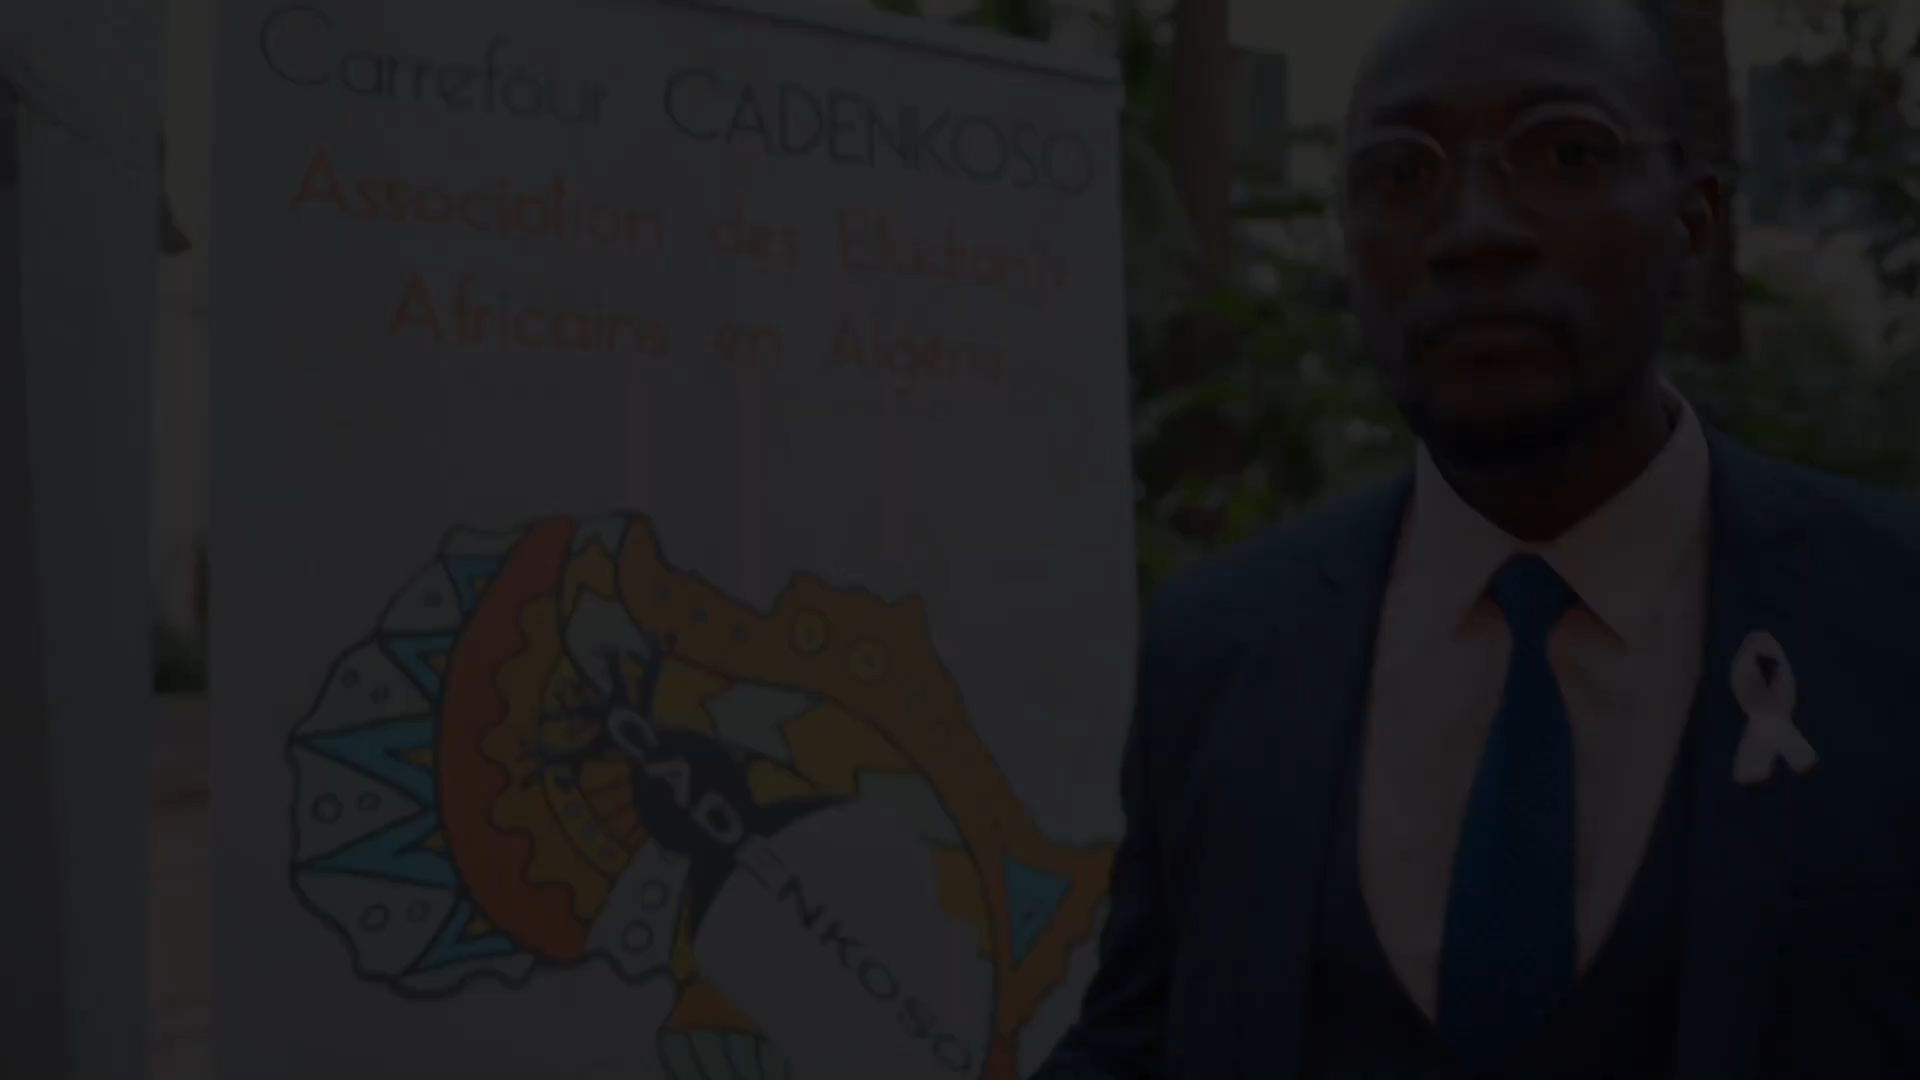 Carrefour CADENKOSO
Association des Etudiants
Africains en Algérie
CADENKOSO